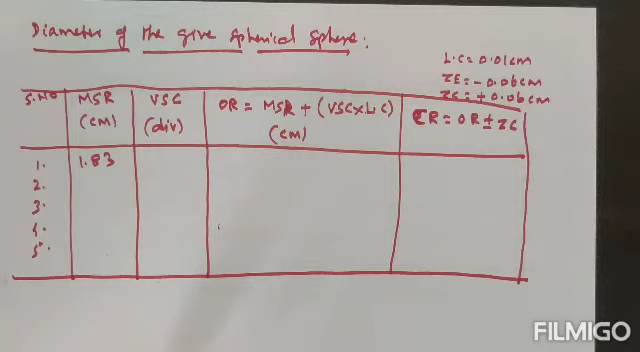 Diameter of the give spherical sphere:
L.C = 0.01cm
ZE = - 0.06cm
ZC = + 0.06cm
S.NO MSR (cm) VSC (div) OR = MSR + (VSC x L.C) (cm) CR = OR ± ZC
1. 1.83
2.
3.
4.
5.
FILMIGO